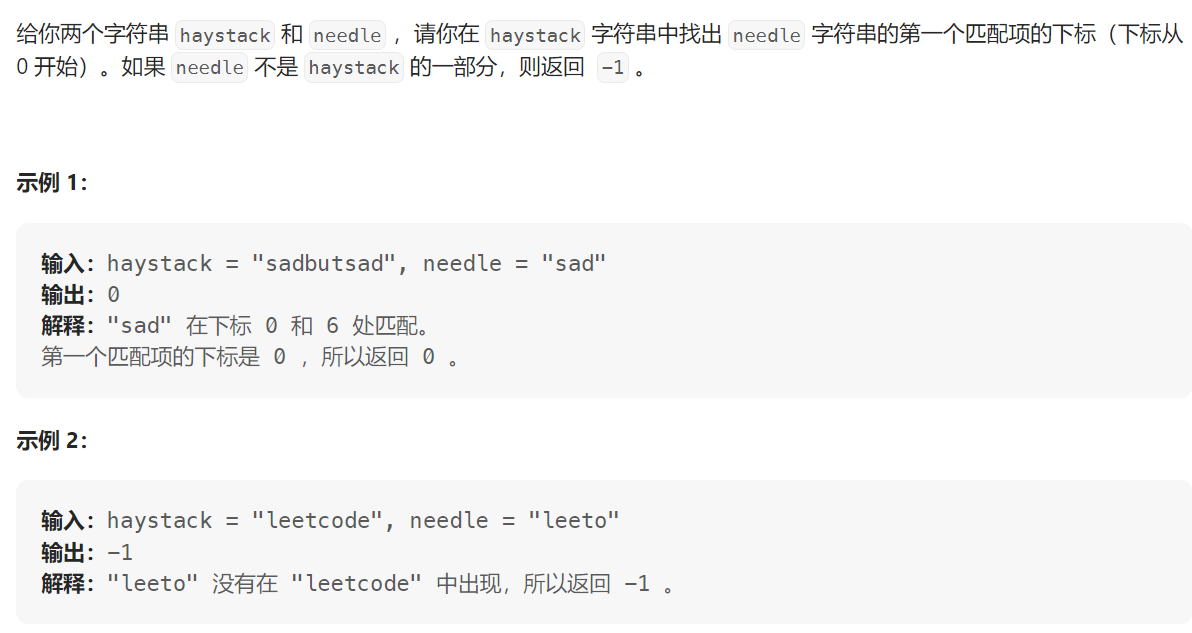 给你两个字符串 haystack 和 needle ，请你在 haystack 字符串中找出 needle 字符串的第一个匹配项的下标（下标从
0 开始）。如果 needle 不是 haystack 的一部分，则返回 -1 。
示例 1：
输入：haystack = "sadbutsad", needle = "sad"
输出：0
解释："sad" 在下标 0 和 6 处匹配。
第一个匹配项的下标是 0 ，所以返回 0 。
示例 2：
输入：haystack = "leetcode", needle = "leeto"
输出：-1
解释："leeto" 没有在 "leetcode" 中出现，所以返回 -1 。